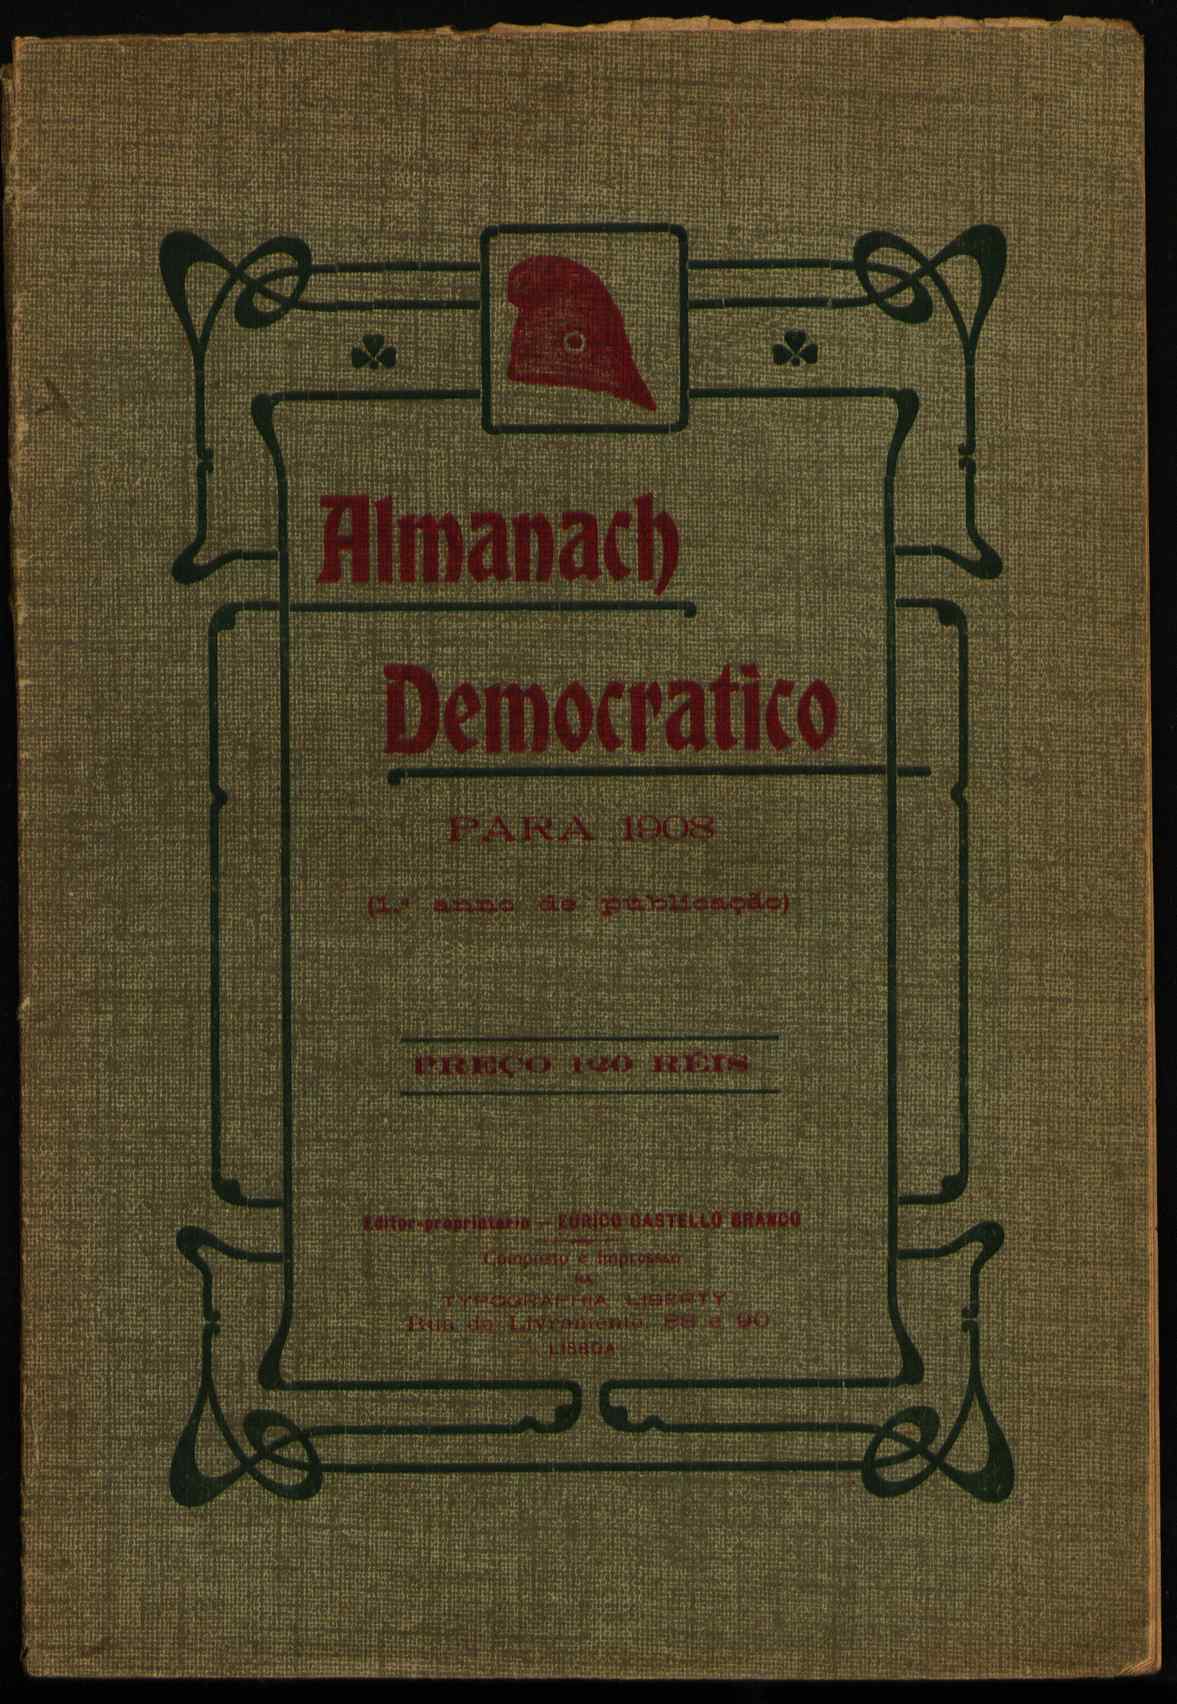 Almanach
Democratico
PARA 1908
(1.º anno de publicação)
PREÇO 120 RÉIS
Editor-proprietario — EURICO CASTELLO BRANCO
Composto e impresso
NA
TYPOGRAPHIA LIBERTY
Rua do Livramento, 88 e 90
LISBOA